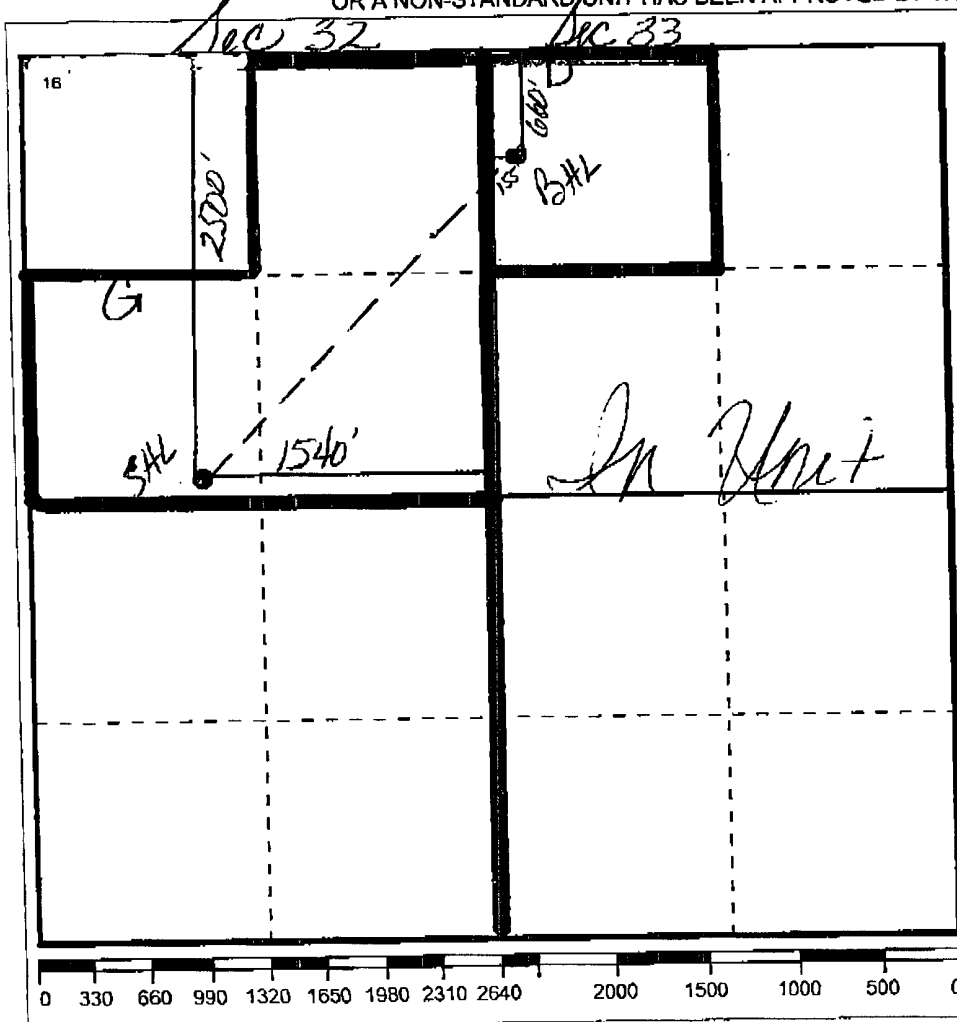 OR A NON-STANDARD UNIT HAS BEEN APPROVED BY
Sec 32 Sec 33
16
D
660'
2500'
155'
BHL
G
SHL
1540'
In Unit
0 330 660 990 1320 1650 1980 2310 2640 2000 1500 1000 500 0